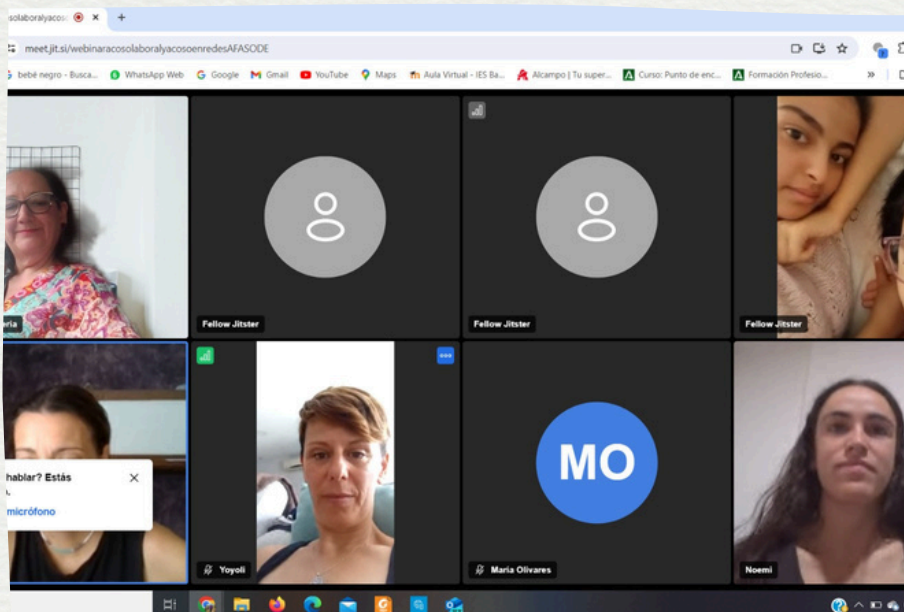 solaboralyacos
meet.jit.si/webinaracosolaboralyacosoenredesAFASODE
bebé negro - Busca...
WhatsApp Web
Google
Gmail
YouTube
Maps
Aula Virtual - IES Ba...
Alcampo | Tu super...
Curso: Punto de enc...
Formación Profesio...
»
Fellow Jitster
Fellow Jitster
Fellow Jitster
hablar? Estás
micrófono
Yoyoli
MO
Maria Olivares
Noemi